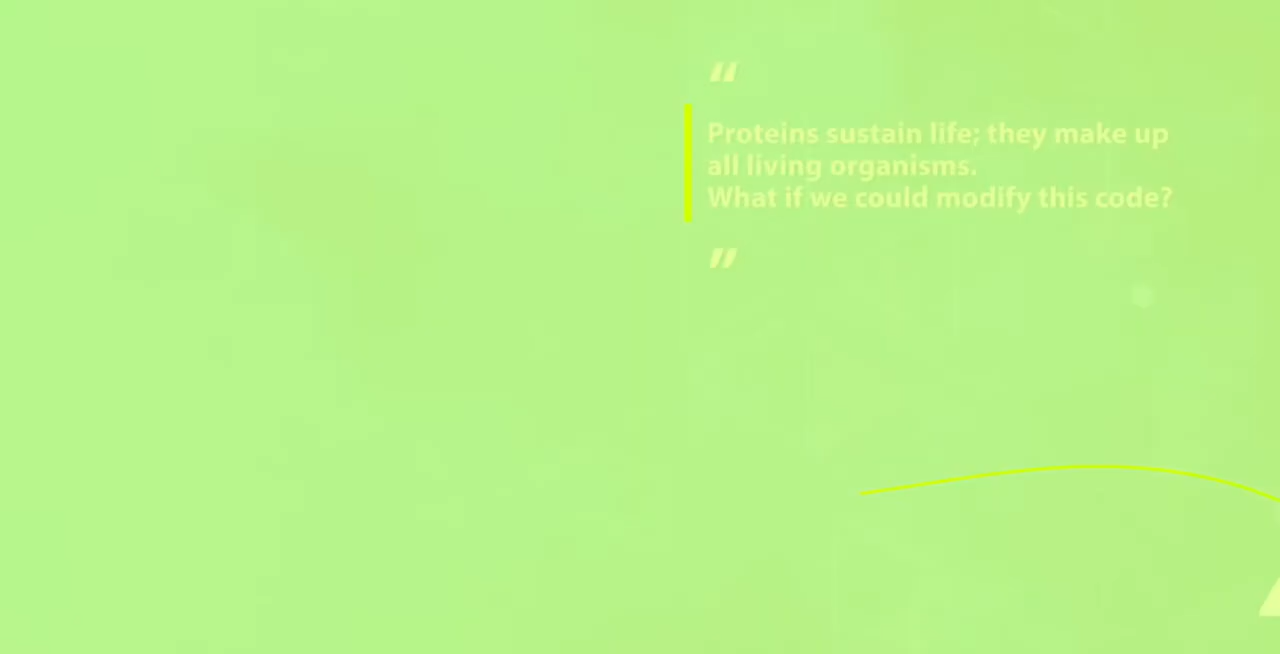 “
Proteins sustain life; they make up
all living organisms.
What if we could modify this code?
”